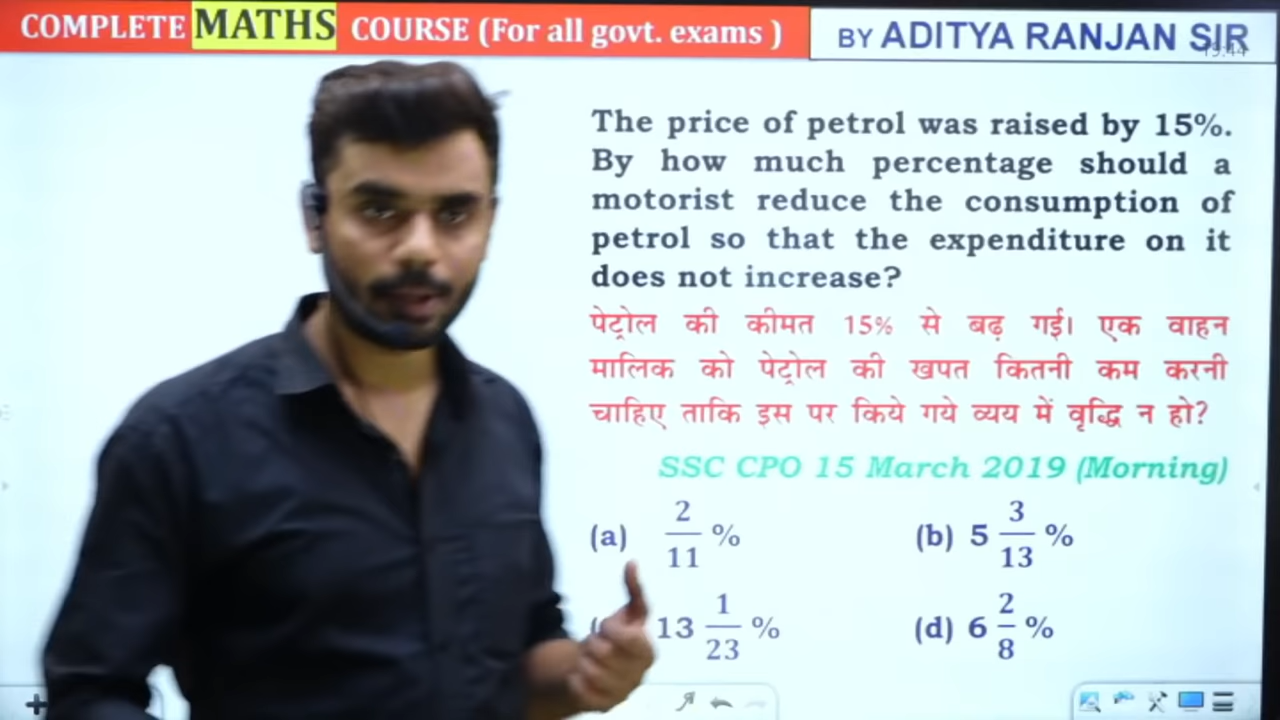 COMPLETE MATHS COURSE (For all govt. exams )
BY ADITYA RANJAN SIR
19:44
The price of petrol was raised by 15%.
By how much percentage should a
motorist reduce the consumption of
petrol so that the expenditure on it
does not increase?
पेट्रोल की कीमत 15% से बढ़ गई। एक वाहन
मालिक को पेट्रोल की खपत कितनी कम करनी
चाहिए ताकि इस पर किये गये व्यय में वृद्धि न हो?
SSC CPO 15 March 2019 (Morning)
(a) 2/11 % (b) 5 3/13 %
13 1/23 % (d) 6 2/8 %